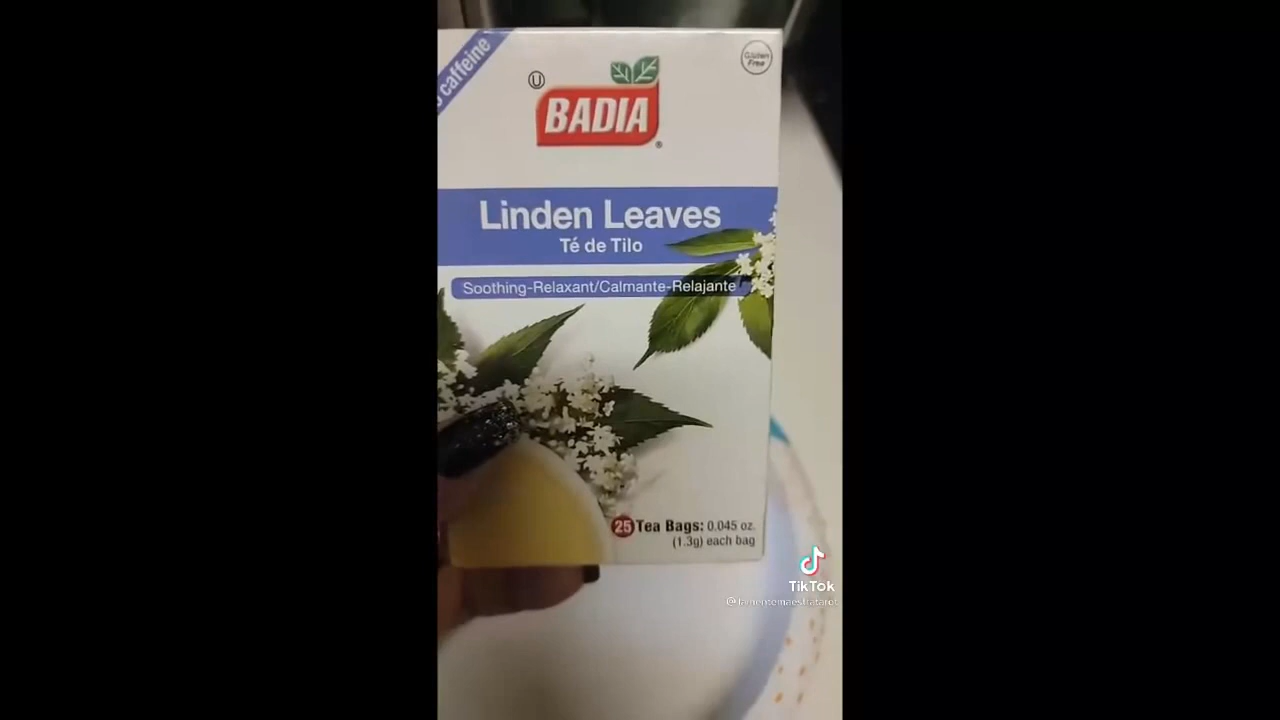 caffeine
U
Gluten
Free
BADIA
®
Linden Leaves
Té de Tilo
Soothing-Relaxant/Calmante-Relajante
25 Tea Bags: 0.045 oz.
(1.3g) each bag
TikTok
@lamentemaestratarot